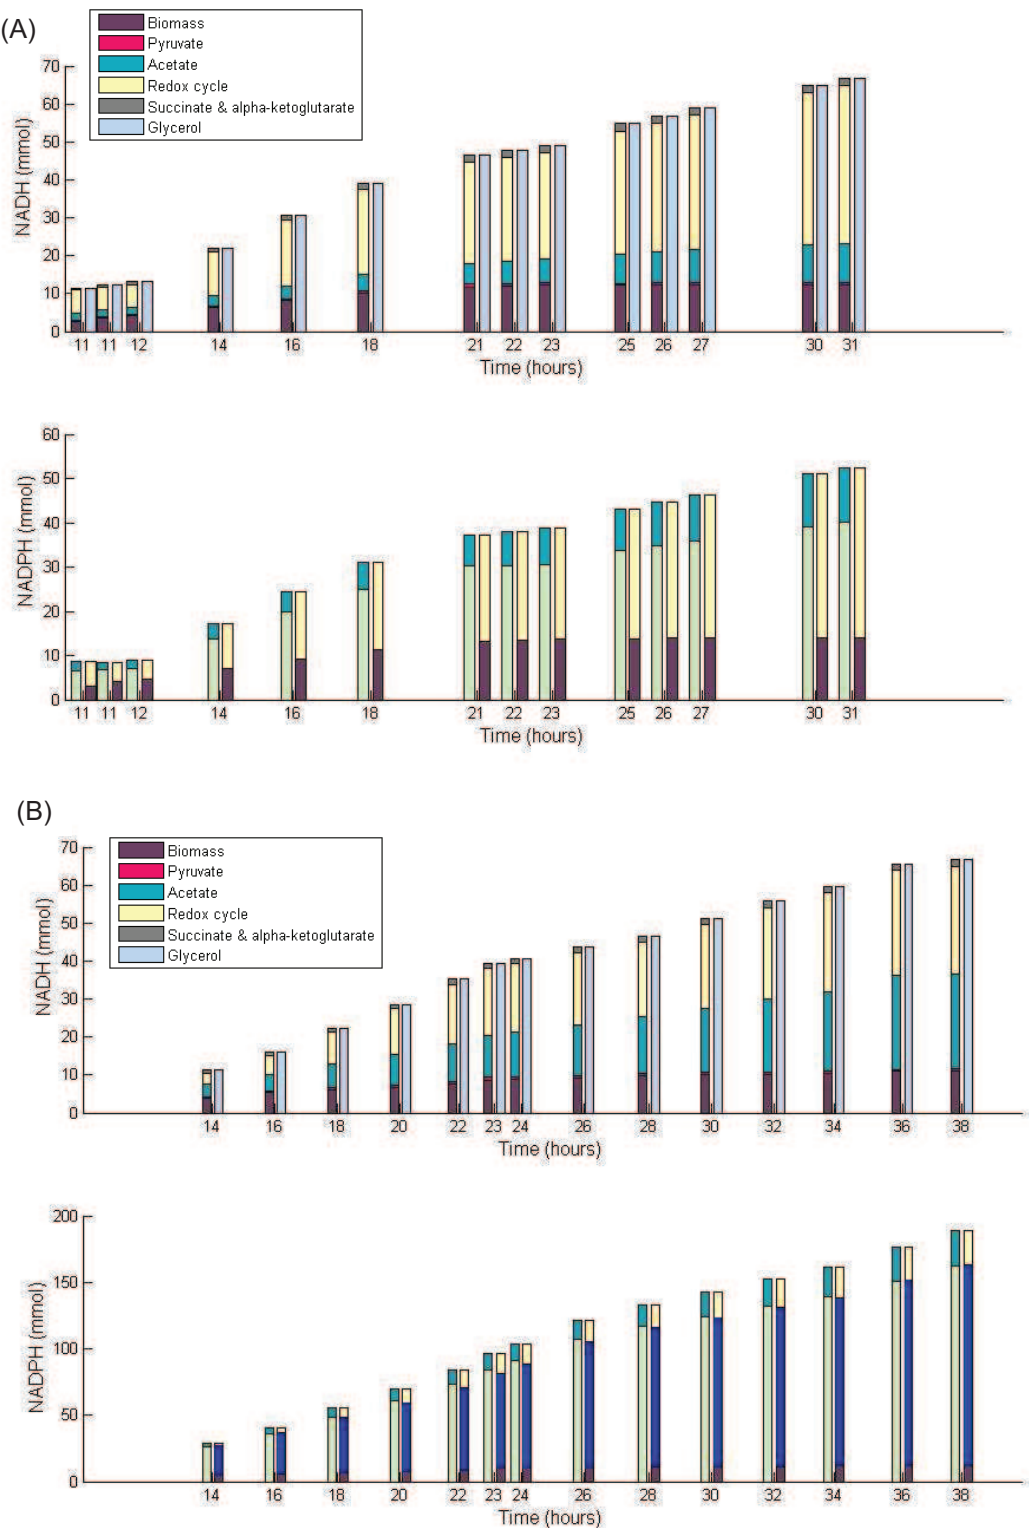 (A)
Biomass
Pyruvate
Acetate
Redox cycle
Succinate & alpha-ketoglutarate
Glycerol
NADH (mmol)
70
60
50
40
30
20
10
0
11 11 12 14 16 18 21 22 23 25 26 27 30 31
Time (hours)
NADPH (mmol)
60
50
40
30
20
10
0
11 11 12 14 16 18 21 22 23 25 26 27 30 31
Time (hours)
(B)
Biomass
Pyruvate
Acetate
Redox cycle
Succinate & alpha-ketoglutarate
Glycerol
NADH (mmol)
70
60
50
40
30
20
10
0
14 16 18 20 22 23 24 26 28 30 32 34 36 38
Time (hours)
NADPH (mmol)
200
150
100
50
0
14 16 18 20 22 23 24 26 28 30 32 34 36 38
Time (hours)